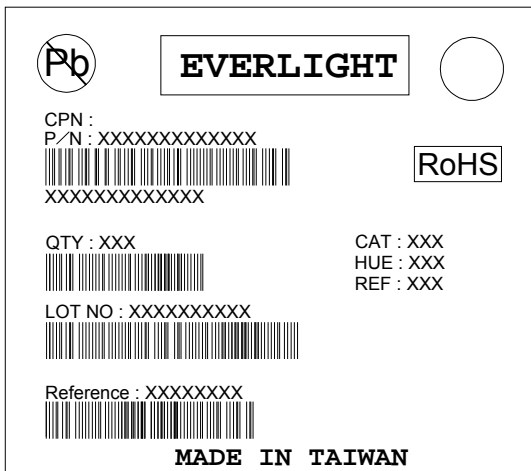 Pb
EVERLIGHT
CPN :
P/N : XXXXXXXXXXXXX
XXXXXXXXXXXXX
RoHS
QTY : XXX
CAT : XXX
HUE : XXX
REF : XXX
LOT NO : XXXXXXXXXX
Reference : XXXXXXXX
MADE IN TAIWAN